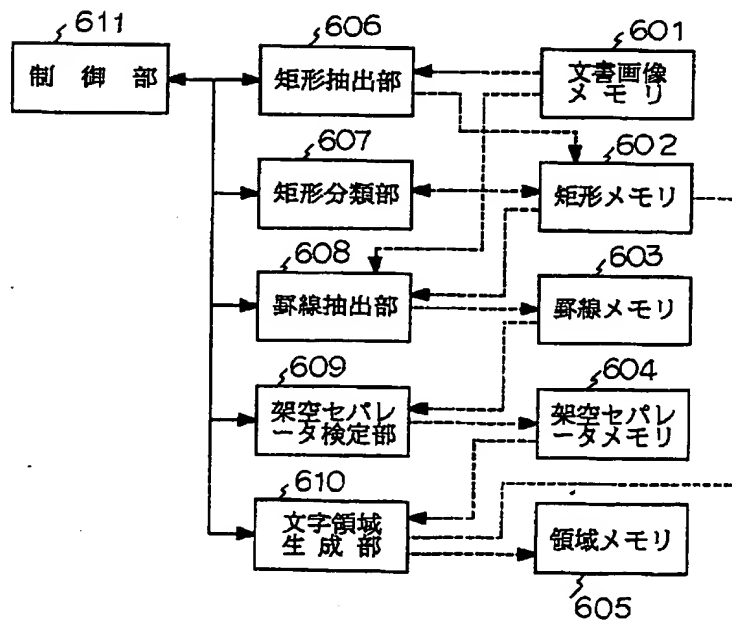 611
制御部
606
矩形抽出部
601
文書画像
メモリ
607
矩形分類部
602
矩形メモリ
608
罫線抽出部
603
罫線メモリ
609
架空セパレ
ータ検定部
604
架空セパレ
ータメモリ
610
文字領域
生成部
領域メモリ
605